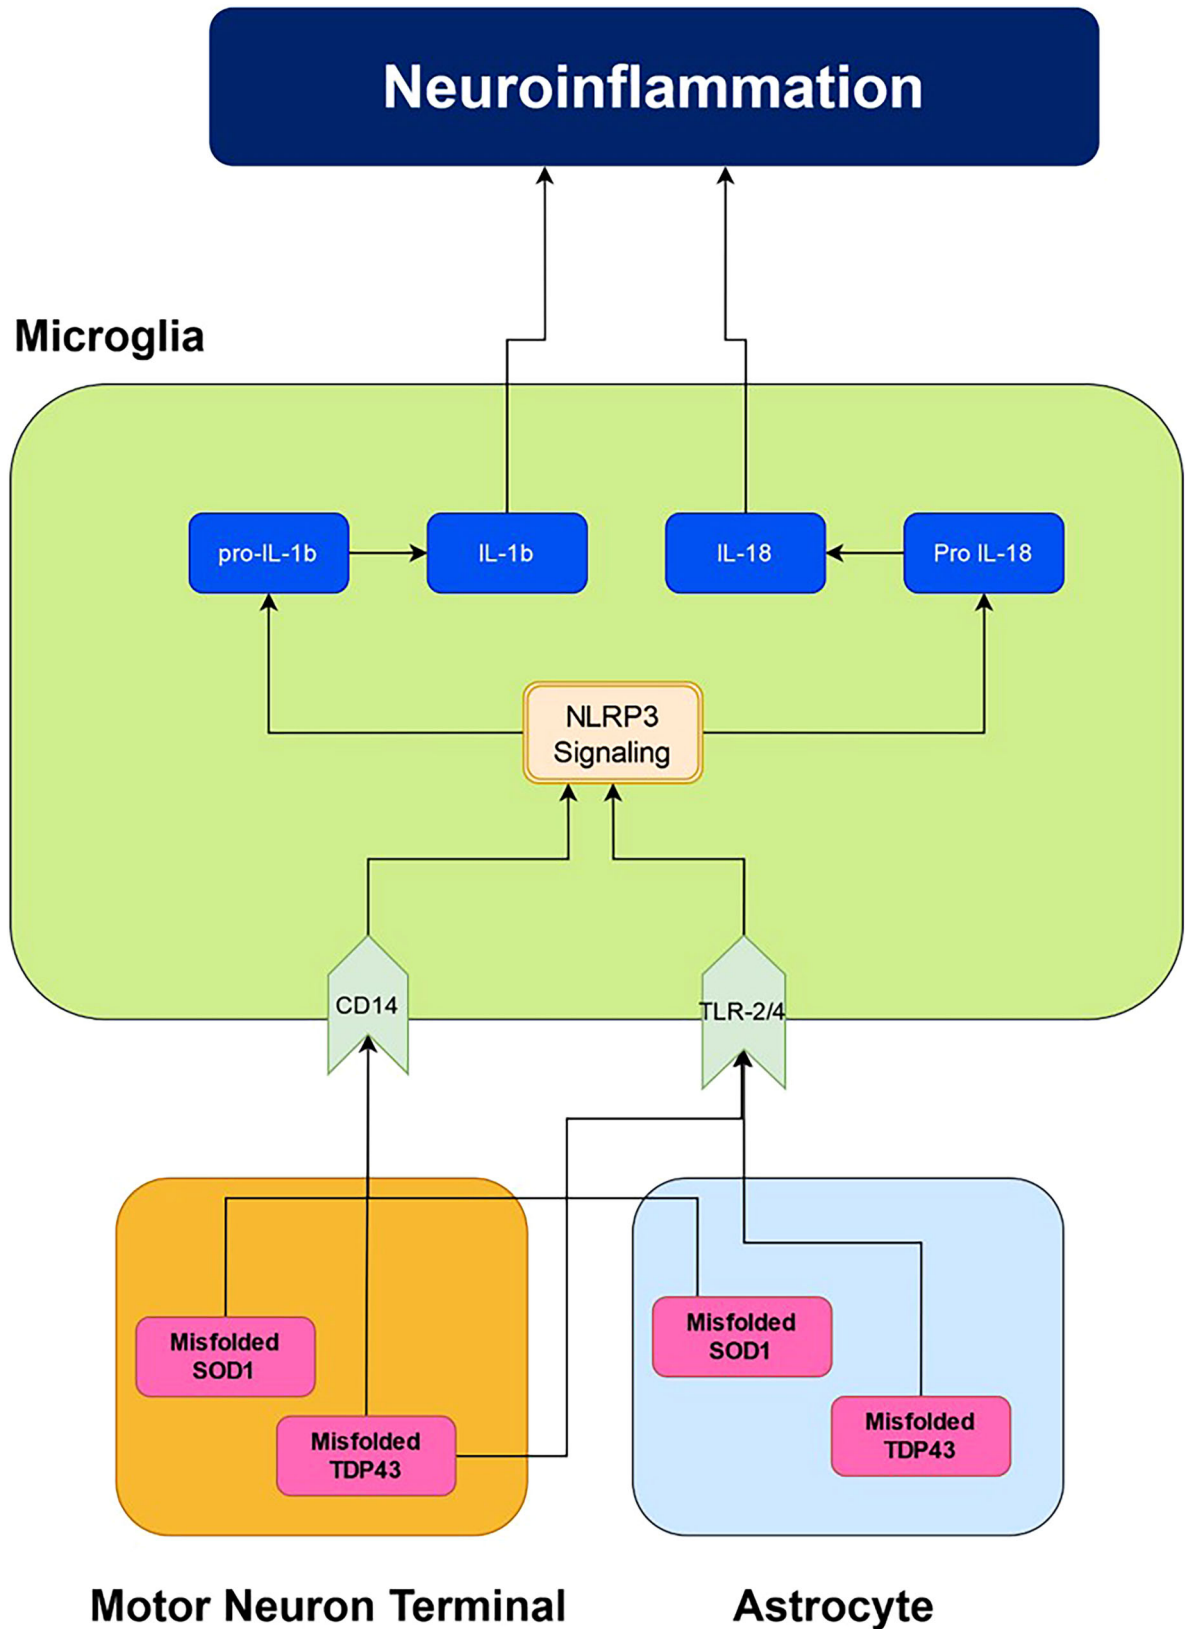 Neuroinflammation
Microglia
pro-IL-1b
IL-1b
IL-18
Pro IL-18
NLRP3
Signaling
CD14
TLR-2/4
Misfolded
SOD1
Misfolded
TDP43
Misfolded
SOD1
Misfolded
TDP43
Motor Neuron Terminal
Astrocyte